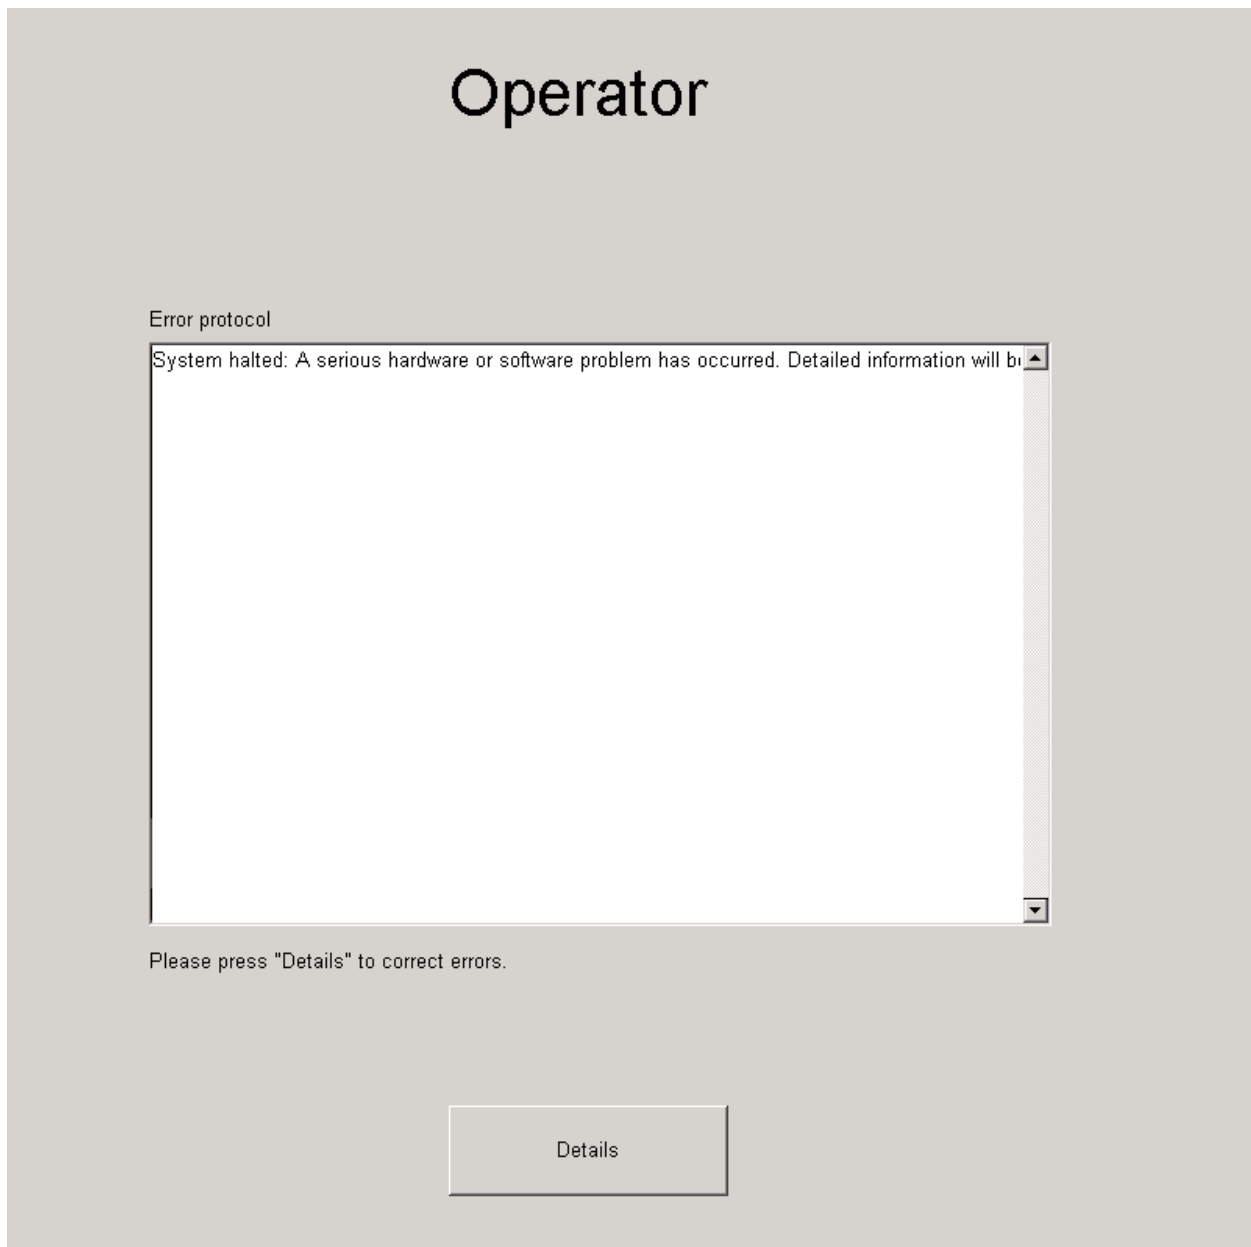 Operator
Error protocol
System halted: A serious hardware or software problem has occurred. Detailed information will
Please press "Details" to correct errors.
Details